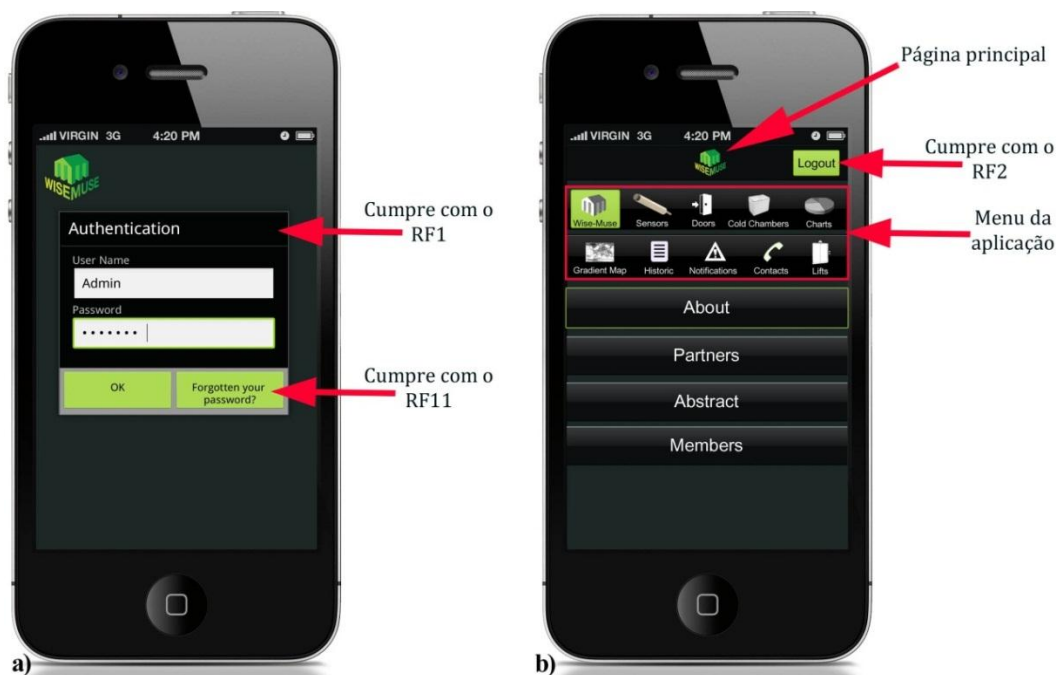 VIRGIN 3G 4:20 PM
WISEMUSE
Authentication
User Name
Admin
Password
OK
Forgotten your
password?
a)
Cumpre com o
RF1
Cumpre com o
RF11
VIRGIN 3G 4:20 PM
WISEMUSE
Logout
Wise-Muse Sensors Doors Cold Chambers Charts
Gradient Map Historic Notifications Contacts Lifts
About
Partners
Abstract
Members
b)
Página principal
Cumpre com o
RF2
Menu da
aplicação